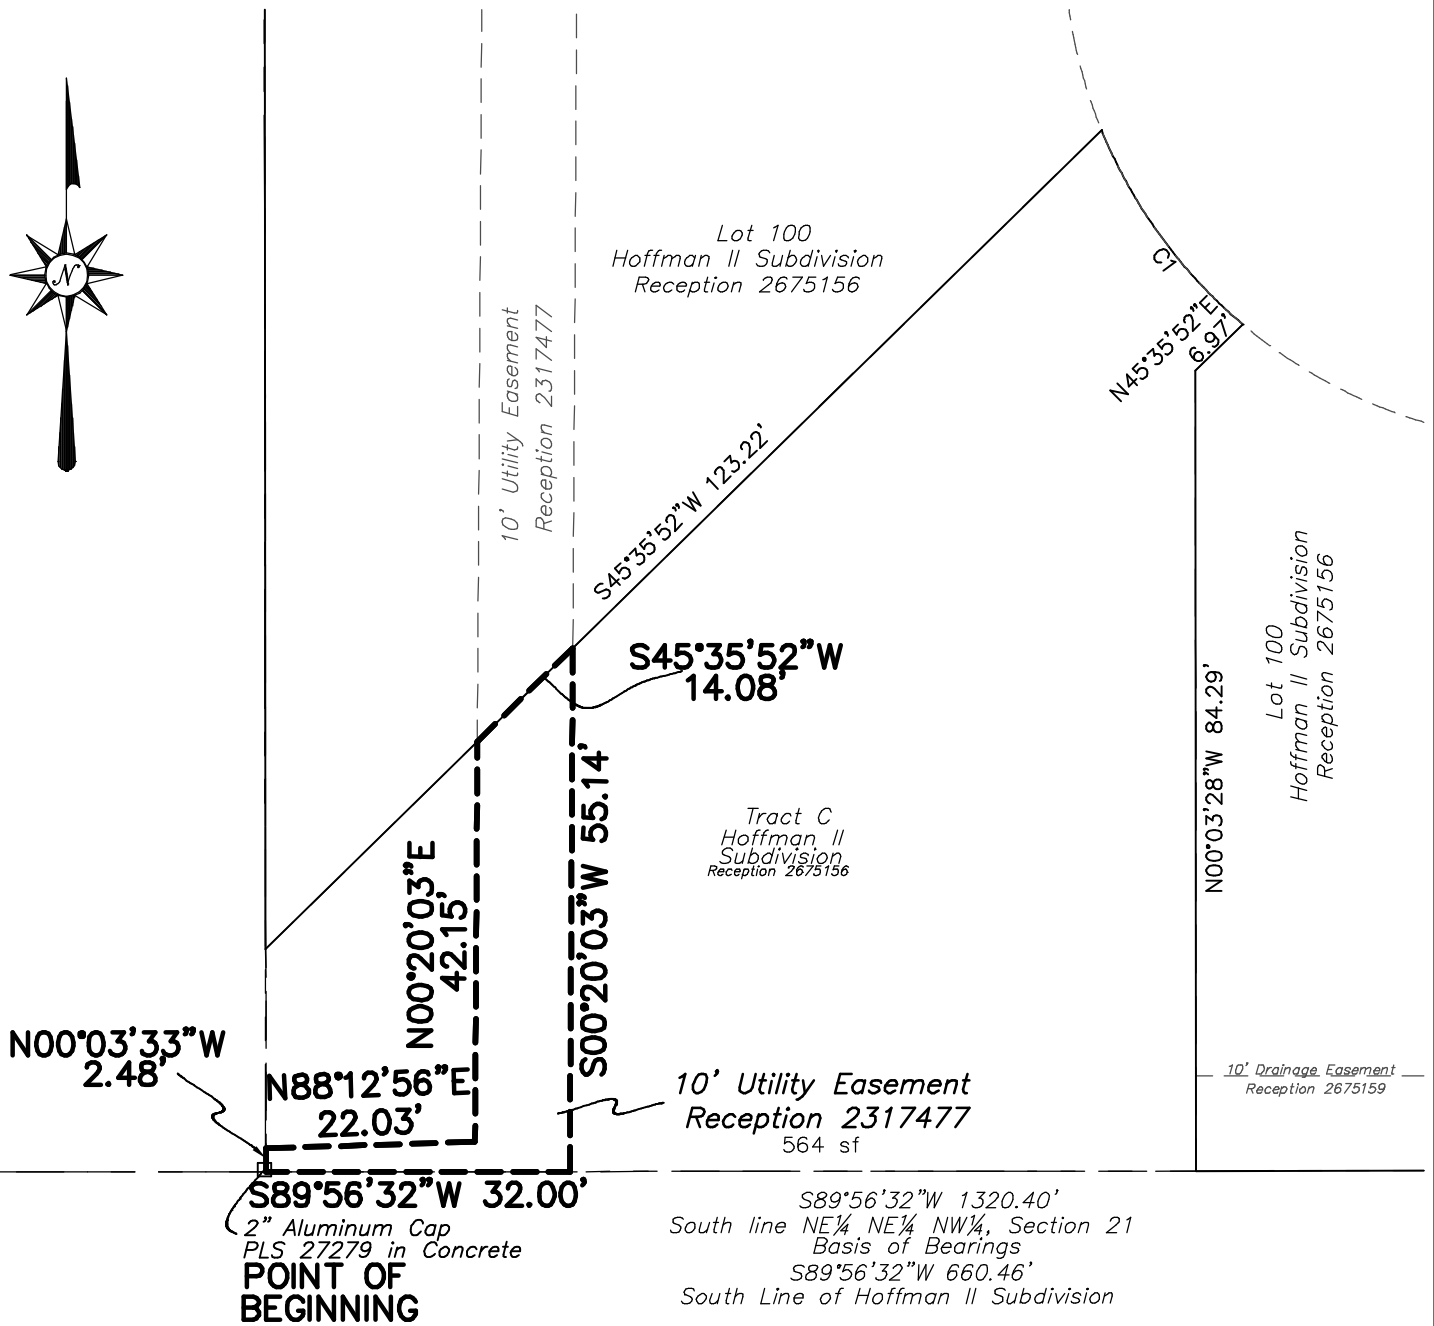 N
Lot 100
Hoffman II Subdivision
Reception 2675156
10' Utility Easement
Reception 2317477
C1
N45°35'52"E
6.97'
S45°35'52"W 123.22'
S45°35'52"W
14.08'
Lot 100
Hoffman II Subdivision
Reception 2675156
N00°03'28"W 84.29'
Tract C
Hoffman II
Subdivision
Reception 2675156
N00°20'03"E
42.15'
S00°20'03"W 55.14'
N00°03'33"W
2.48'
N88°12'56"E
22.03'
10' Utility Easement
Reception 2317477
564 sf
10' Drainage Easement
Reception 2675159
S89°56'32"W 32.00'
2" Aluminum Cap
PLS 27279 in Concrete
POINT OF
BEGINNING
S89°56'32"W 1320.40'
South line NE¼ NE¼ NW¼, Section 21
Basis of Bearings
S89°56'32"W 660.46'
South Line of Hoffman II Subdivision